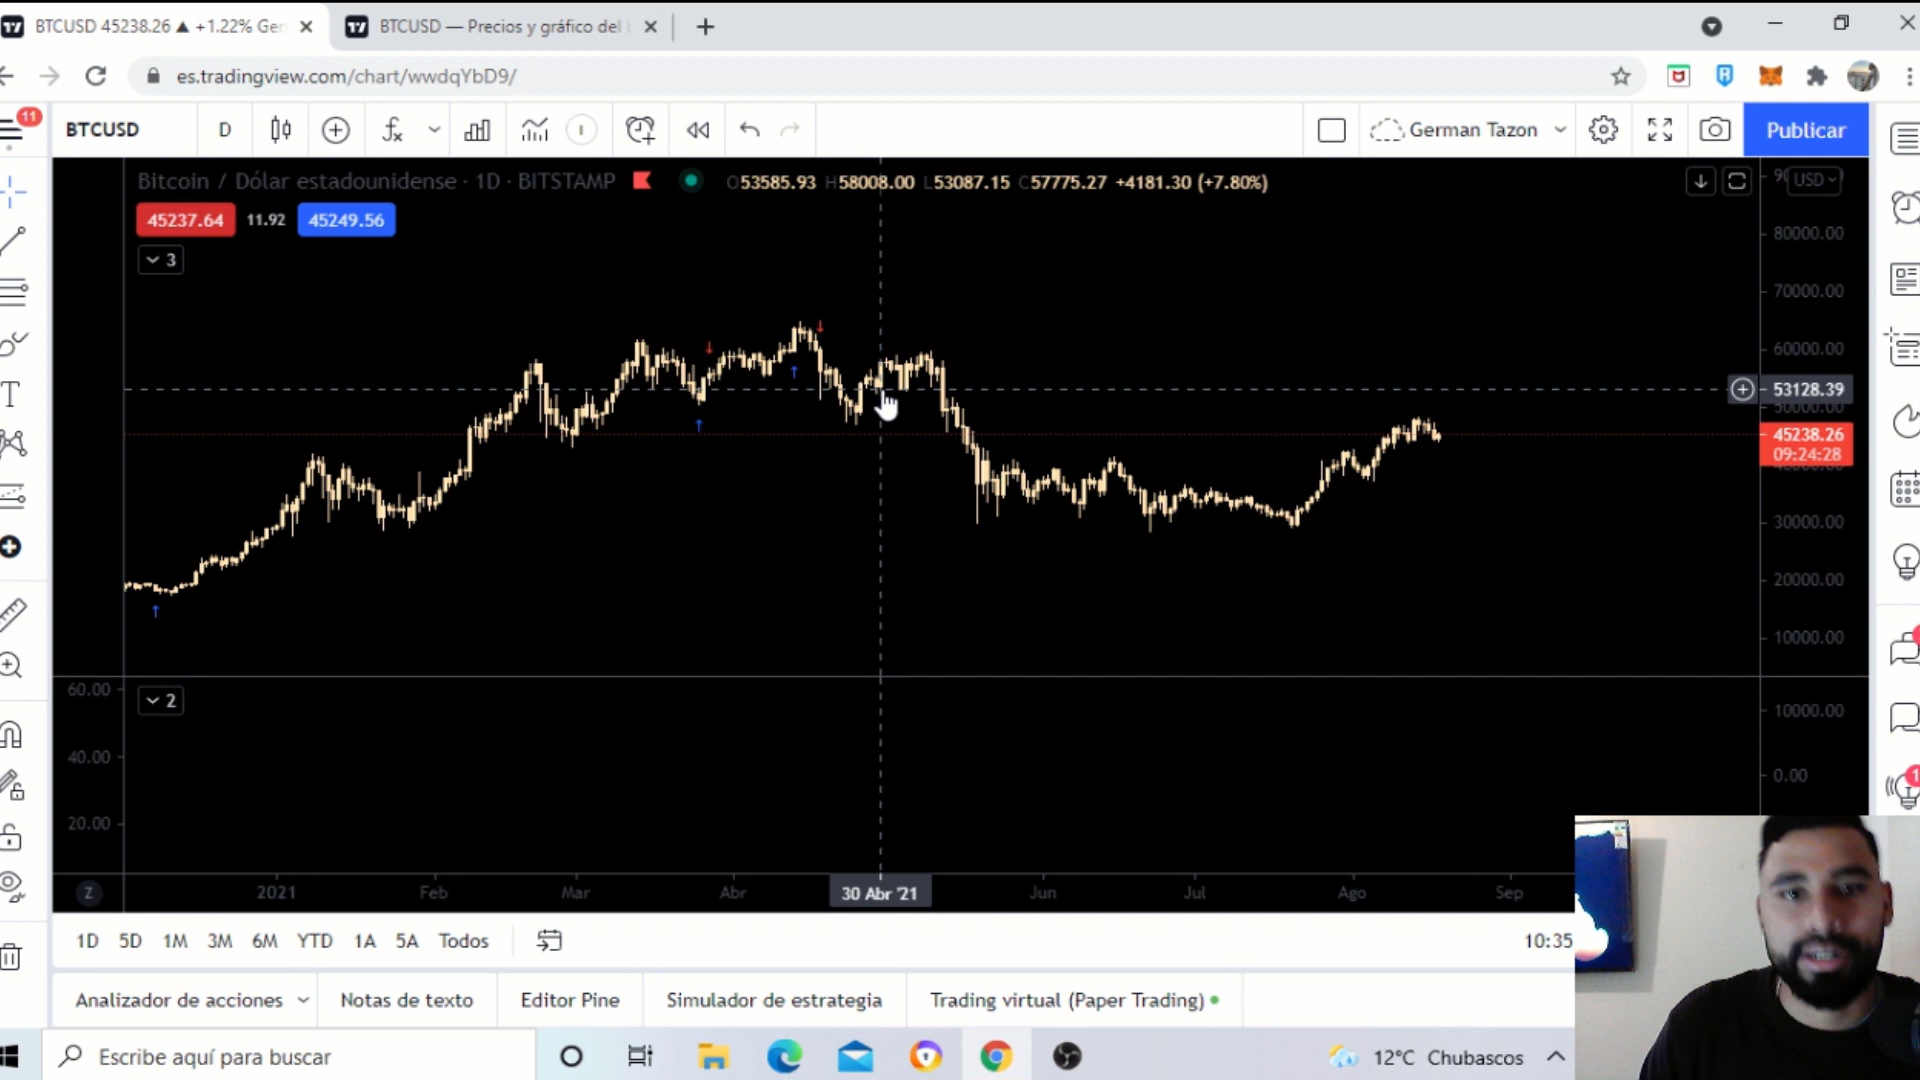 BTCUSD 45238.26 ▲ +1.22% Ger
BTCUSD — Precios y gráfico del
es.tradingview.com/chart/wwdqYbD9/
11
BTCUSD D
German Tazon
Publicar
Bitcoin / Dólar estadounidense · 1D · BITSTAMP
O53585.93 H58008.00 L53087.15 C57775.27 +4181.30 (+7.80%)
USD
45237.64 11.92 45249.56
3
80000.00
70000.00
60000.00
53128.39
50000.00
45238.26
09:24:28
30000.00
20000.00
10000.00
60.00
2
10000.00
40.00
0.00
20.00
Z
2021 Feb Mar Abr 30 Abr '21 Jun Jul Ago Sep
1D 5D 1M 3M 6M YTD 1A 5A Todos
10:35
Analizador de acciones Notas de texto Editor Pine Simulador de estrategia Trading virtual (Paper Trading)
Escribe aquí para buscar
12°C Chubascos